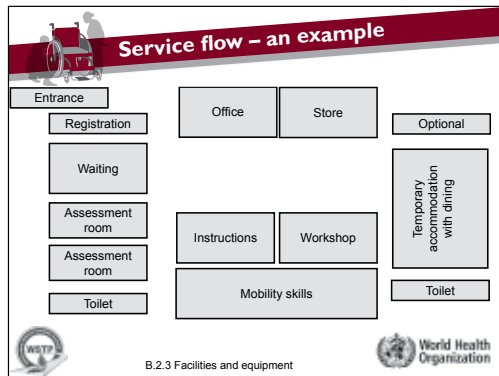 Service flow – an example
Entrance
Registration
Waiting
Assessment
room
Assessment
room
Toilet
Office
Store
Instructions
Workshop
Mobility skills
Optional
Temporary
accommodation
with dining
Toilet
WSTP
B.2.3 Facilities and equipment
World Health
Organization